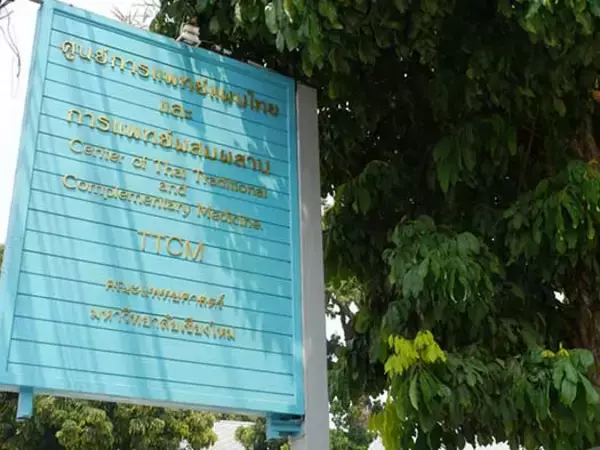 ศูนย์การแพทย์แผนไทย
และ
การแพทย์ผสมผสาน
Center of Thai Traditional
and
Complementary Medicine.
TTCM
คณะแพทยศาสตร์
มหาวิทยาลัยเชียงใหม่